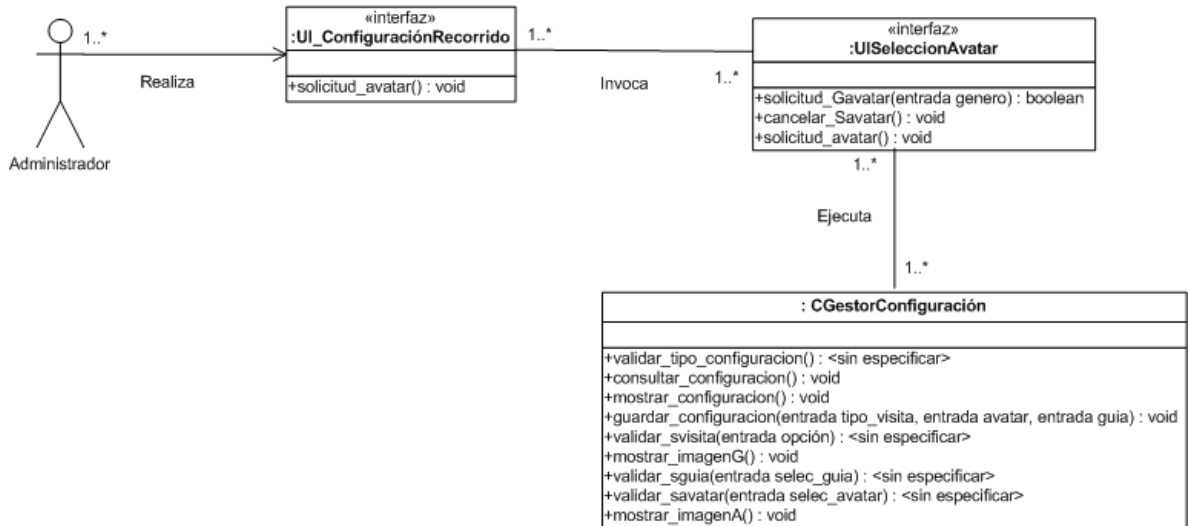 1..*
Realiza
Administrador
«interfaz»
:UI_ConfiguraciónRecorrido
+solicitud_avatar() : void
1..*
Invoca
1..*
«interfaz»
:UISeleccionAvatar
+solicitud_Gavatar(entrada genero) : boolean
+cancelar_Savatar() : void
+solicitud_avatar() : void
1..*
Ejecuta
1..*
: CGestorConfiguración
+validar_tipo_configuracion() : <sin especificar>
+consultar_configuracion() : void
+mostrar_configuracion() : void
+guardar_configuracion(entrada tipo_visita, entrada avatar, entrada guia) : void
+validar_svisita(entrada opción) : <sin especificar>
+mostrar_imagenG() : void
+validar_sguia(entrada selec_guia) : <sin especificar>
+validar_savatar(entrada selec_avatar) : <sin especificar>
+mostrar_imagenA() : void